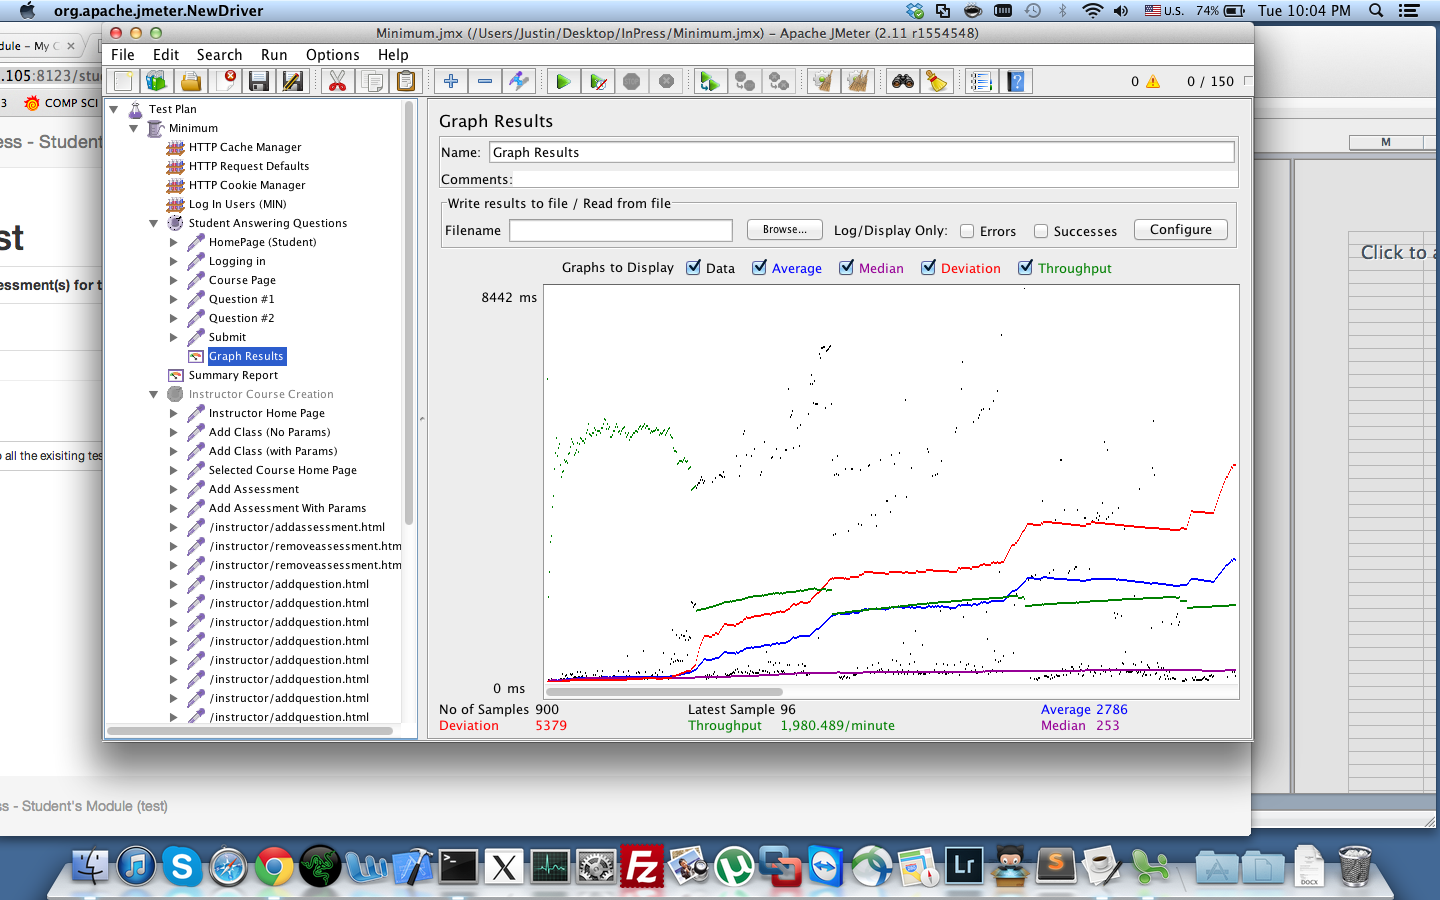 org.apache.jmeter.NewDriver
U.S. 74% Tue 10:04 PM
Minimum.jmx (/Users/Justin/Desktop/InPress/Minimum.jmx) – Apache JMeter (2.11 r1554548)
File Edit Search Run Options Help
0 0 / 150
dule – My C
.105:8123/stu
3 COMP SCI
ess - Student
st
essment(s) for t
o all the exisiting tes
ss - Student's Module (test)
Test Plan
Minimum
HTTP Cache Manager
HTTP Request Defaults
HTTP Cookie Manager
Log In Users (MIN)
Student Answering Questions
HomePage (Student)
Logging in
Course Page
Question #1
Question #2
Submit
Graph Results
Summary Report
Instructor Course Creation
Instructor Home Page
Add Class (No Params)
Add Class (with Params)
Selected Course Home Page
Add Assessment
Add Assessment With Params
/instructor/addassessment.html
/instructor/removeassessment.htm
/instructor/removeassessment.htm
/instructor/addquestion.html
/instructor/addquestion.html
/instructor/addquestion.html
/instructor/addquestion.html
/instructor/addquestion.html
/instructor/addquestion.html
/instructor/addquestion.html
/instructor/addquestion.html
Graph Results
Name: Graph Results
Comments:
Write results to file / Read from file
Filename Browse... Log/Display Only: Errors Successes Configure
Graphs to Display Data Average Median Deviation Throughput
8442 ms
0 ms
No of Samples 900 Latest Sample 96 Average 2786
Deviation 5379 Throughput 1,980.489/minute Median 253
M
Click to a
Lr
DOCX